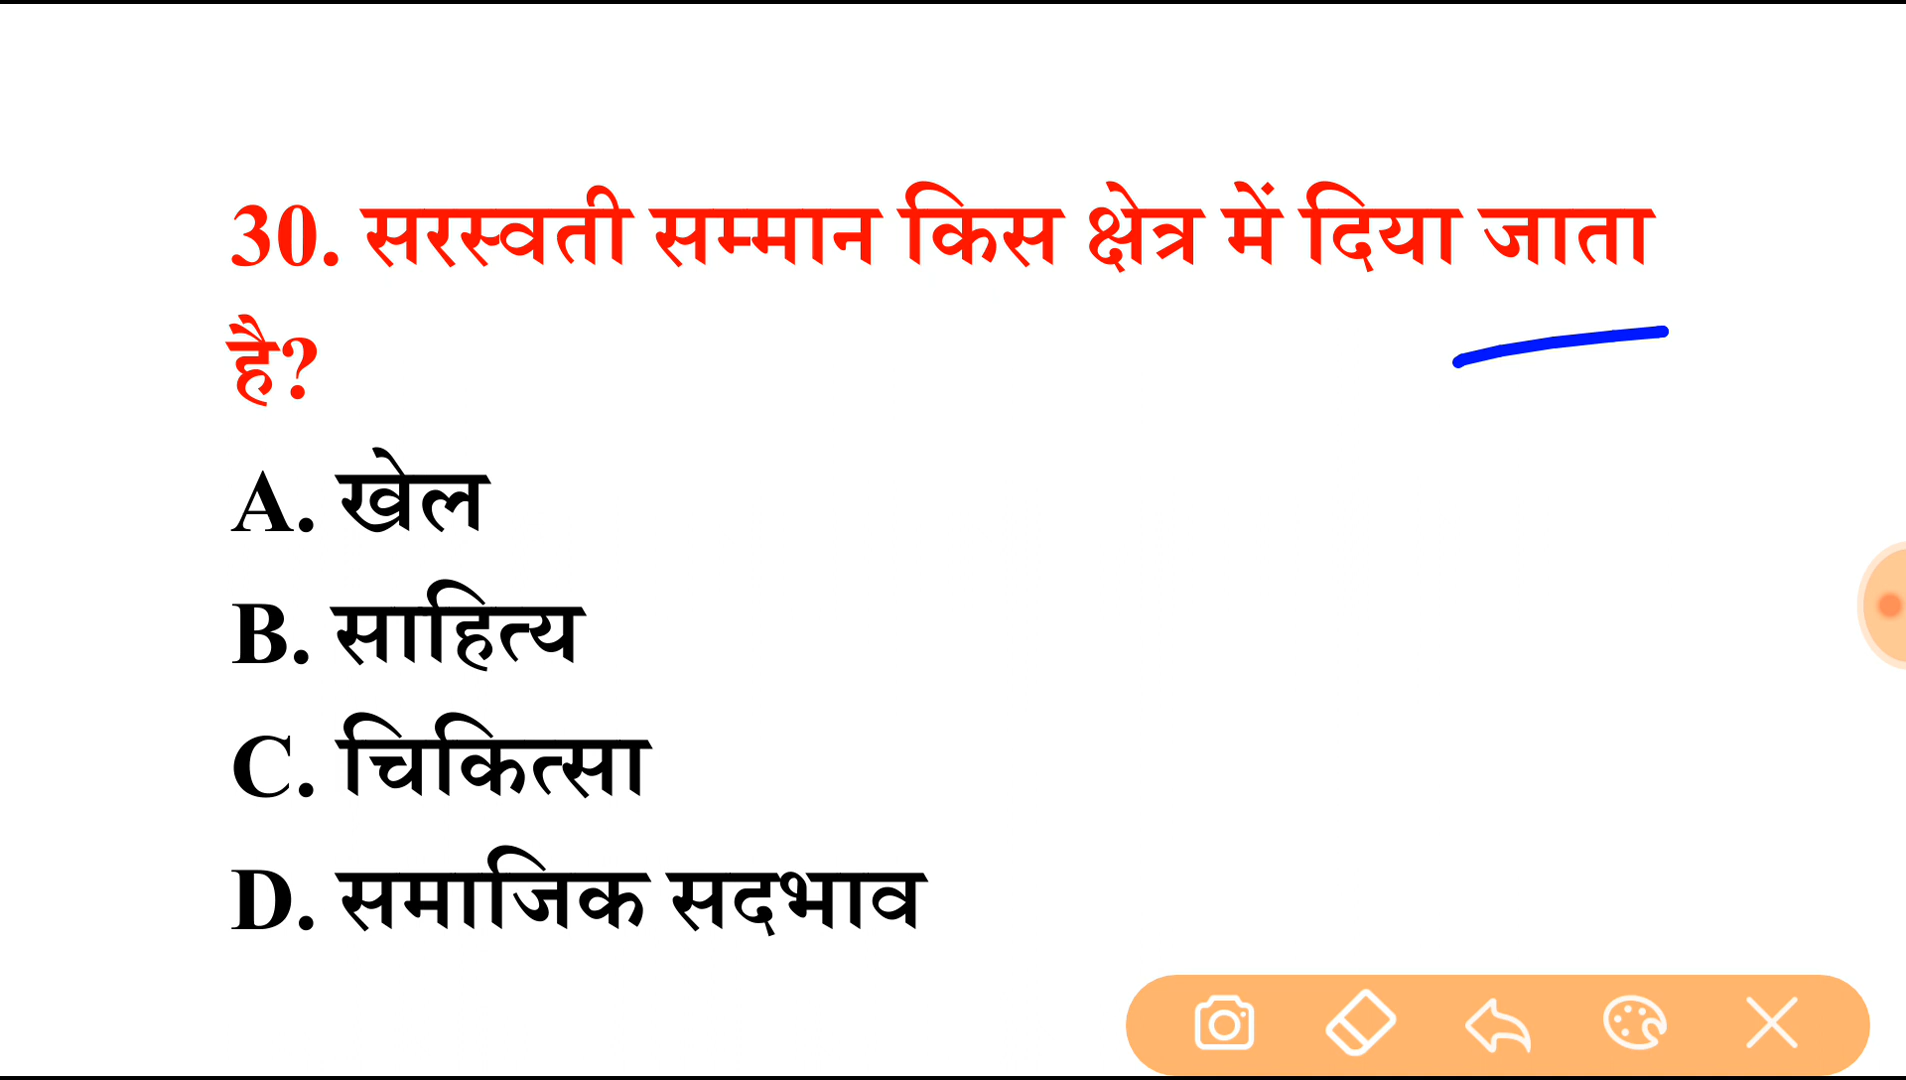 30. सरस्वती सम्मान किस क्षेत्र में दिया जाता
है?
A. खेल
B. साहित्य
C. चिकित्सा
D. समाजिक सदभाव